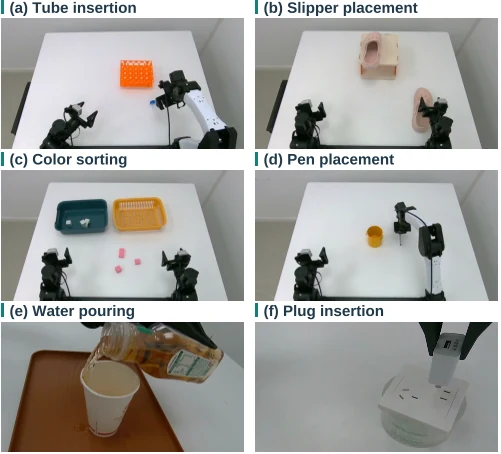 (a) Tube insertion
(b) Slipper placement
(c) Color sorting
(d) Pen placement
(e) Water pouring
(f) Plug insertion